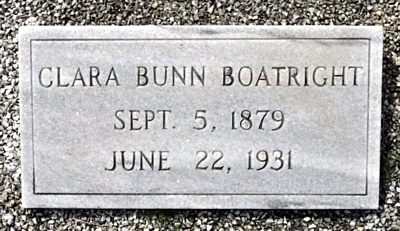 CLARA BUNN BOATRIGHT
SEPT. 5, 1879
JUNE 22, 1931